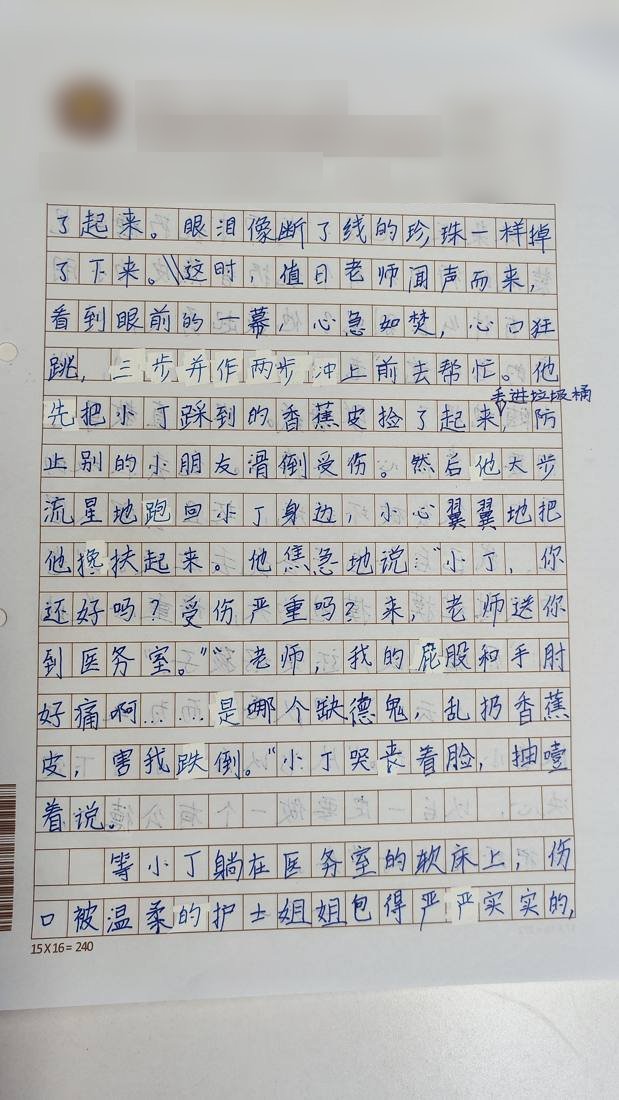 了起来。眼泪像断了线的珍珠一样掉
了下来。\\这时，值日老师闻声而来，
看到眼前的一幕，心急如焚，心口狂
跳，三步并作两步冲上前去帮忙。他
丢进垃圾桶
先把小丁踩到的香蕉皮捡了起来，防
止别的小朋友滑倒受伤。然后他大步
流星地跑回小丁身边，小心翼翼地把
他搀扶起来。他焦急地说："小丁，你
还好吗？受伤严重吗？来，老师送你
到医务室。""老师，我的屁股和手肘
好痛啊……是哪个缺德鬼，乱扔香蕉
皮，害我跌倒。"小丁哭丧着脸，抽噎
着说。
等小丁躺在医务室的软床上，伤
口被温柔的护士姐姐包得严严实实的，
15X16=240